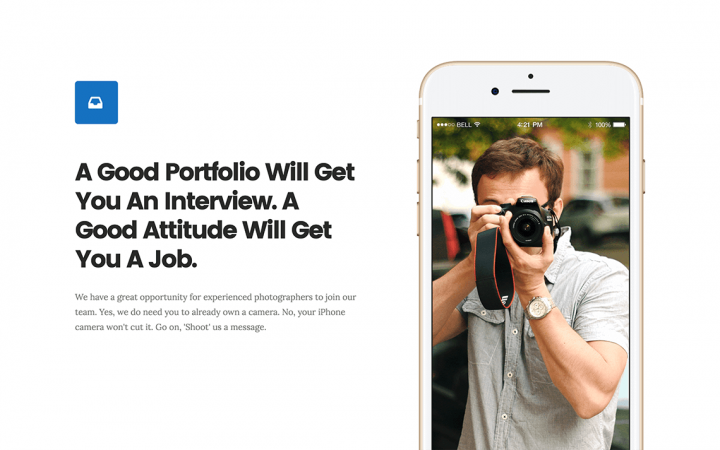 BELL 4:21 PM 100%
A Good Portfolio Will Get
You An Interview. A
Good Attitude Will Get
You A Job.
We have a great opportunity for experienced photographers to join our
team. Yes, we do need you to already own a camera. No, your iPhone
camera won't cut it. Go on, 'Shoot' us a message.
Canon